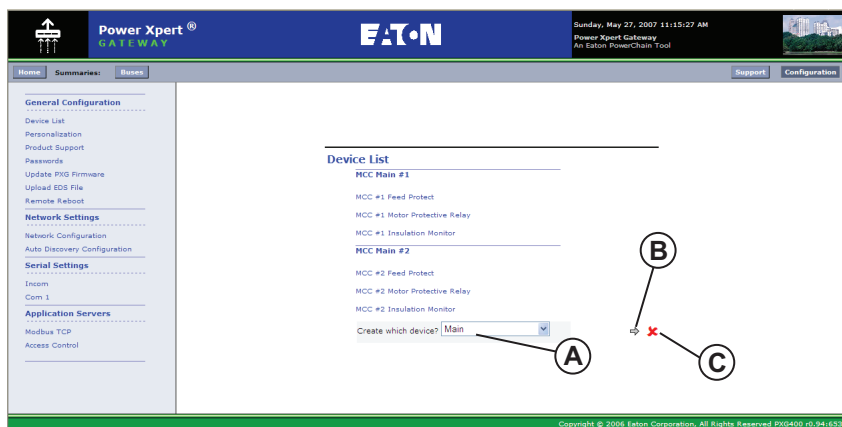 Power Xpert ®
GATEWAY
EATON
Sunday, May 27, 2007 11:15:27 AM
Power Xpert Gateway
An Eaton PowerChain Tool
Home Summaries: Buses Support Configuration
General Configuration
Device List
Personalization
Product Support
Passwords
Update PXG Firmware
Upload EDS File
Remote Reboot
Network Settings
Network Configuration
Auto Discovery Configuration
Serial Settings
Incom
Com 1
Application Servers
Modbus TCP
Access Control
Device List
MCC Main #1
MCC #1 Feed Protect
MCC #1 Motor Protective Relay
MCC #1 Insulation Monitor
MCC Main #2
MCC #2 Feed Protect
MCC #2 Motor Protective Relay
MCC #2 Insulation Monitor
Create which device? Main
A
B
C
Copyright © 2006 Eaton Corporation, All Rights Reserved PXG400 r0.94:653